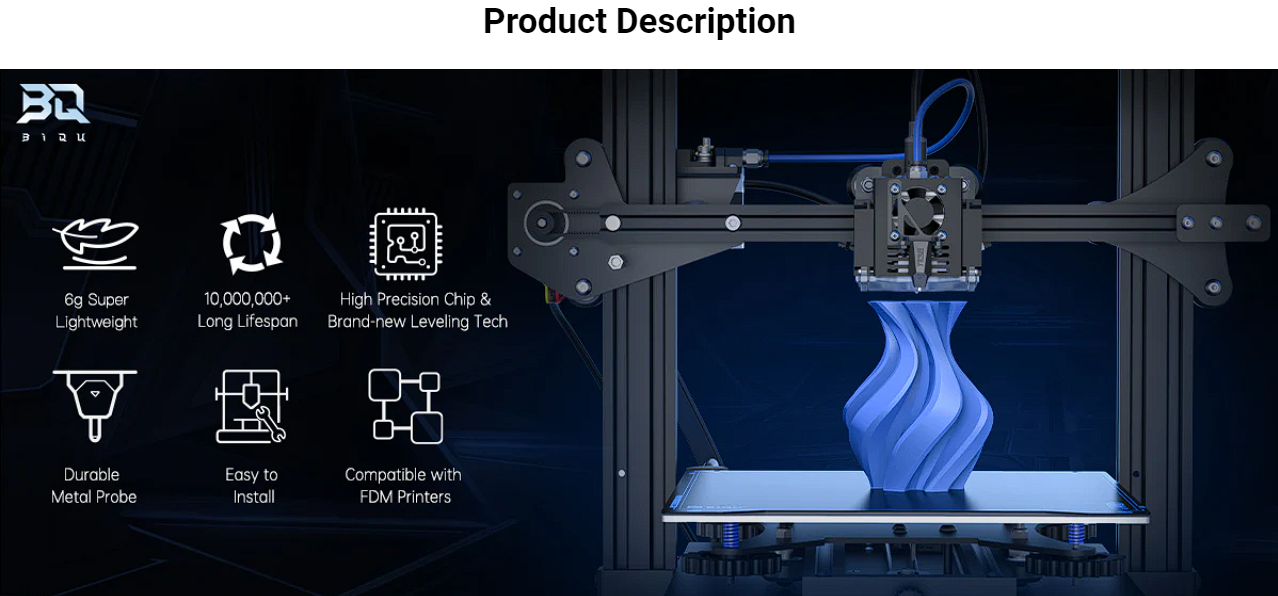 Product Description
BIQU
6g Super
Lightweight
10,000,000+
Long Lifespan
High Precision Chip &
Brand-new Leveling Tech
Durable
Metal Probe
Easy to
Install
Compatible with
FDM Printers